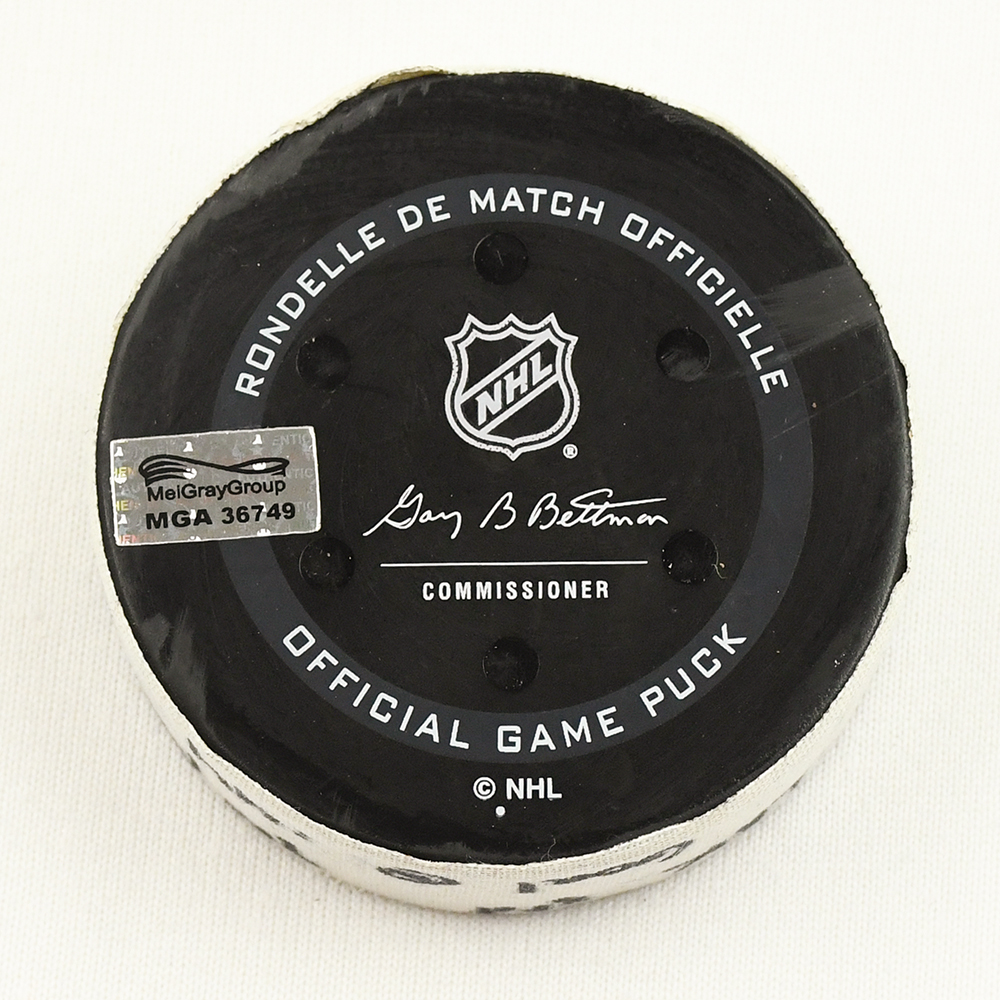 RONDELLE DE MATCH OFFICIELLE
NHL
®
MeiGrayGroup
MGA 36749
Gary B Bettman
COMMISSIONER
OFFICIAL GAME PUCK
© NHL